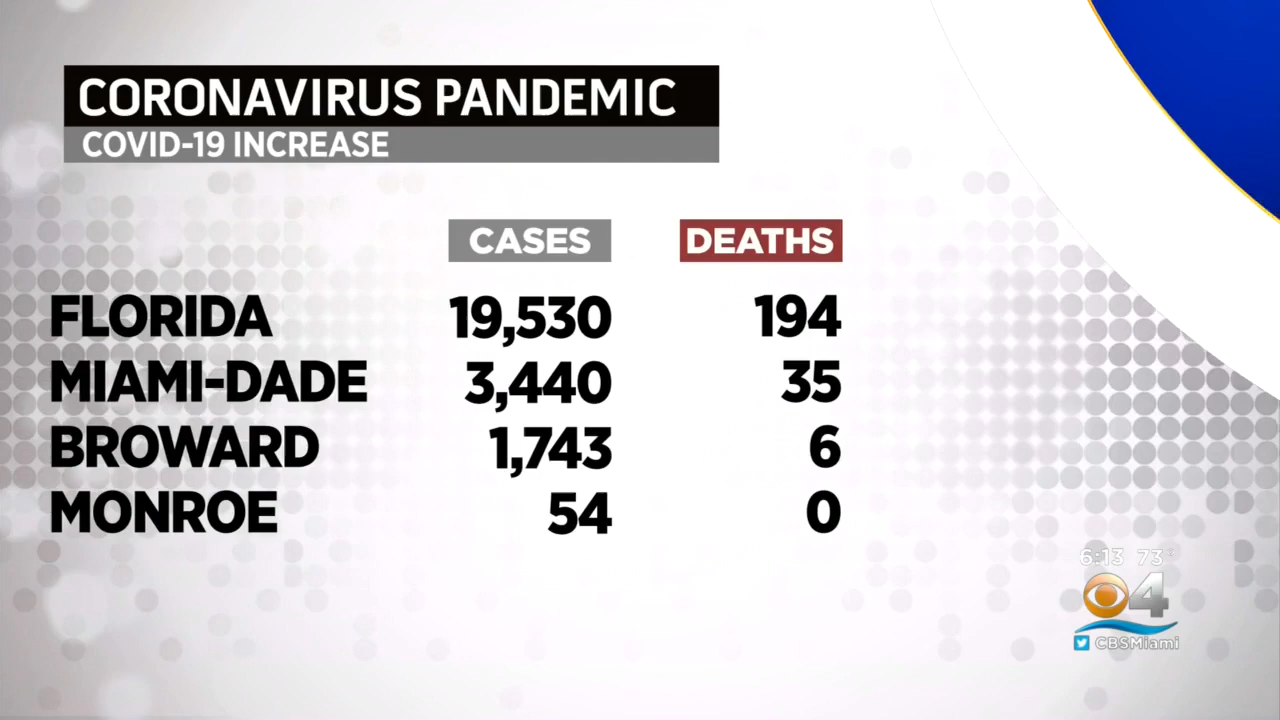 CORONAVIRUS PANDEMIC
COVID-19 INCREASE
CASES DEATHS
FLORIDA 19,530 194
MIAMI-DADE 3,440 35
BROWARD 1,743 6
MONROE 54 0
6:13 73°
4
CBSMiami